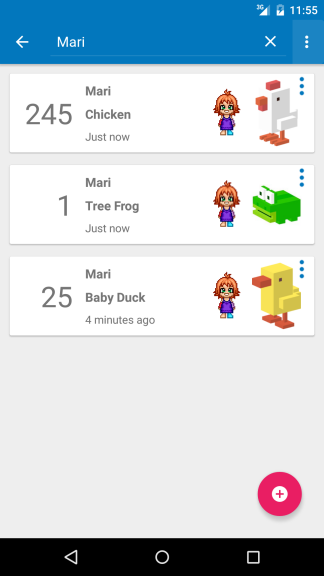 3G 11:55
Mari
245
Mari
Chicken
Just now
1
Mari
Tree Frog
Just now
25
Mari
Baby Duck
4 minutes ago